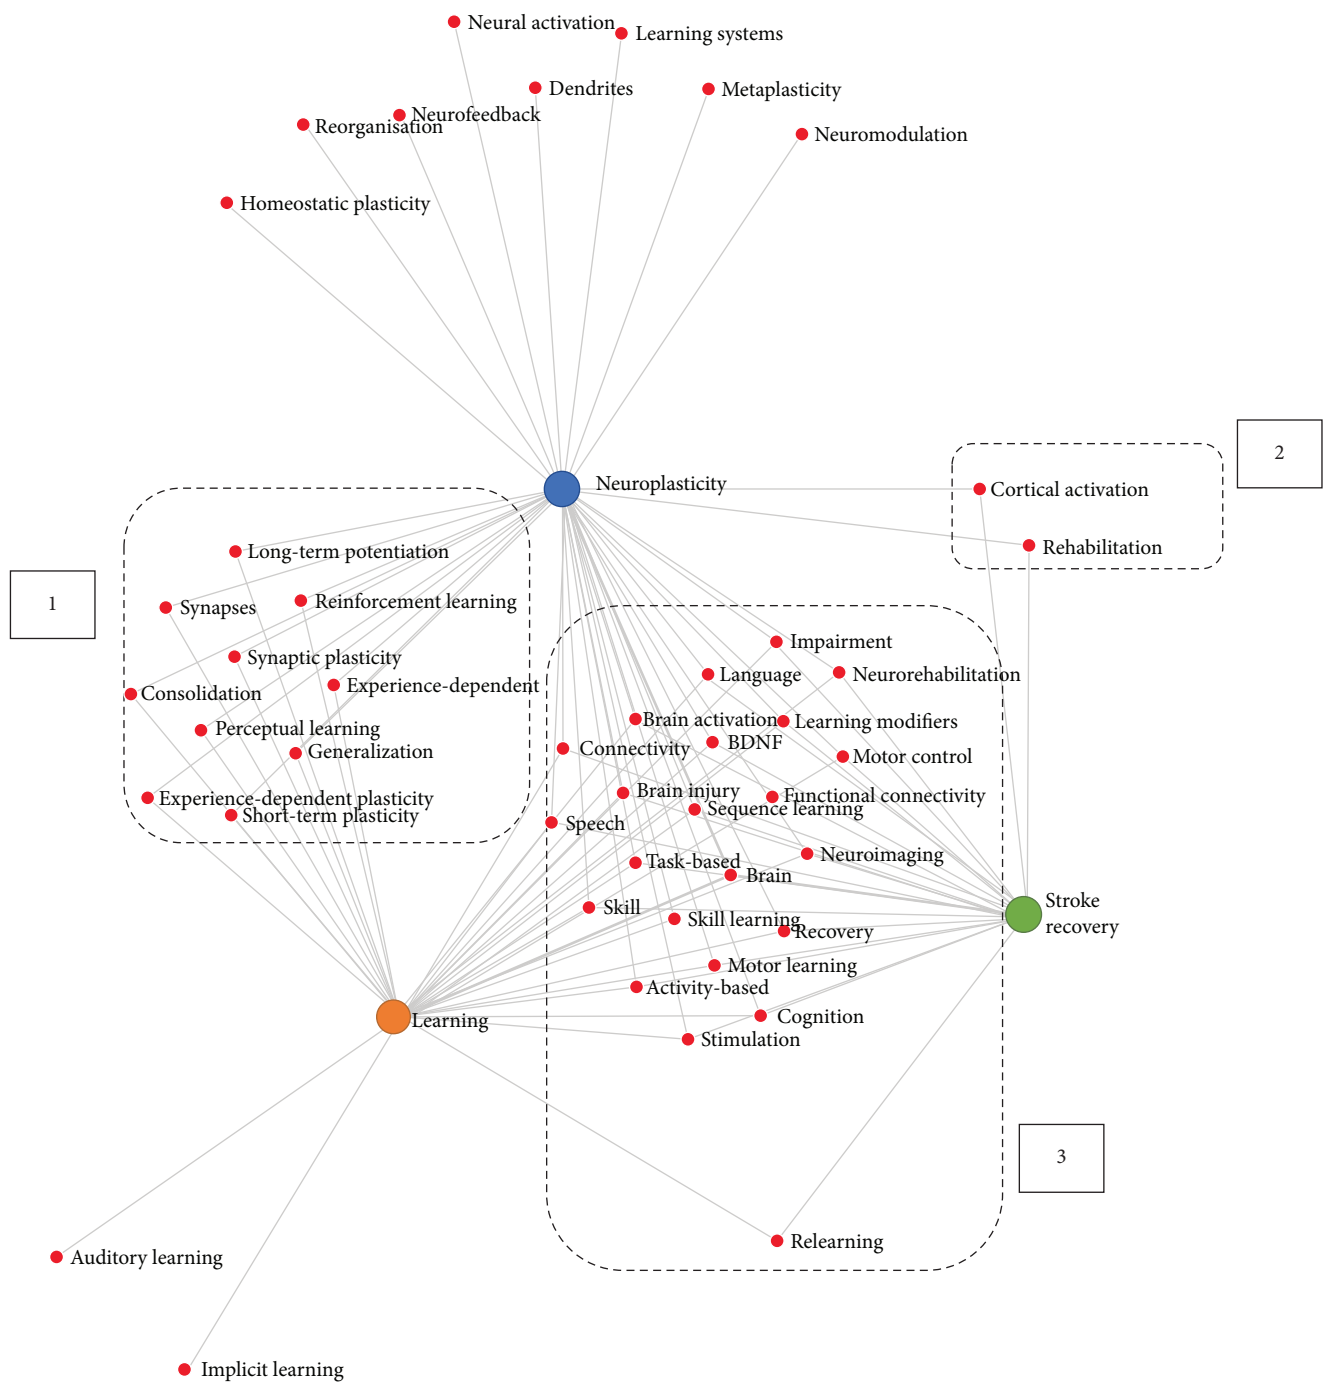 Neural activation
Learning systems
Dendrites
Metaplasticity
Neurofeedback
Reorganisation
Neuromodulation
Homeostatic plasticity
2
Neuroplasticity
Cortical activation
Rehabilitation
Long-term potentiation
1
Synapses
Reinforcement learning
Synaptic plasticity
Experience-dependent
Consolidation
Perceptual learning
Generalization
Experience-dependent plasticity
Short-term plasticity
Impairment
Language
Neurorehabilitation
Brain activation
Learning modifiers
Connectivity
BDNF
Motor control
Brain injury
Functional connectivity
Sequence learning
Speech
Task-based
Neuroimaging
Brain
Skill
Skill learning
Recovery
Stroke
recovery
Motor learning
Activity-based
Learning
Cognition
Stimulation
3
Relearning
Auditory learning
Implicit learning